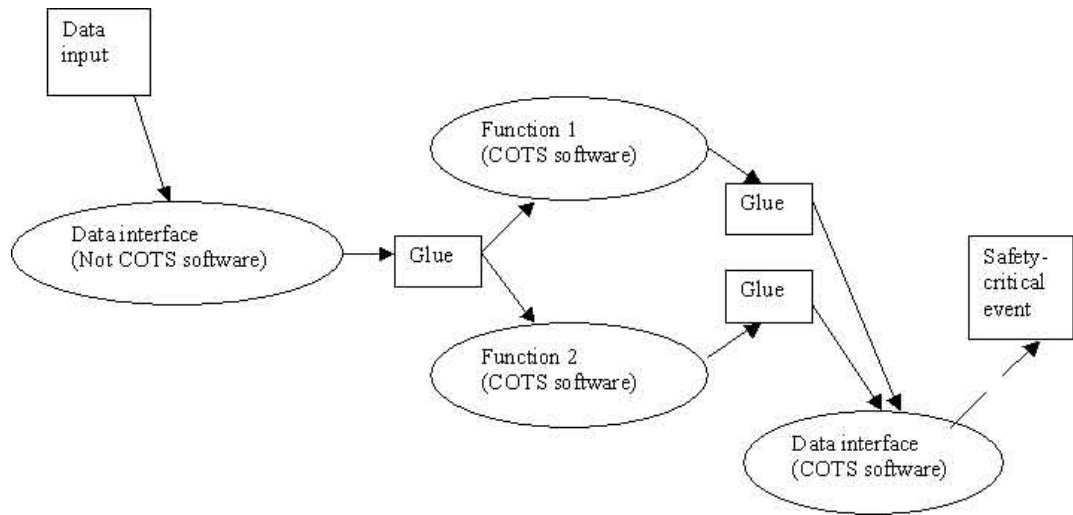 Data
input
Function 1
(COTS software)
Glue
Data interface
(Not COTS software)
Glue
Safety-
critical
event
Glue
Function 2
(COTS software)
Data interface
(COTS software)